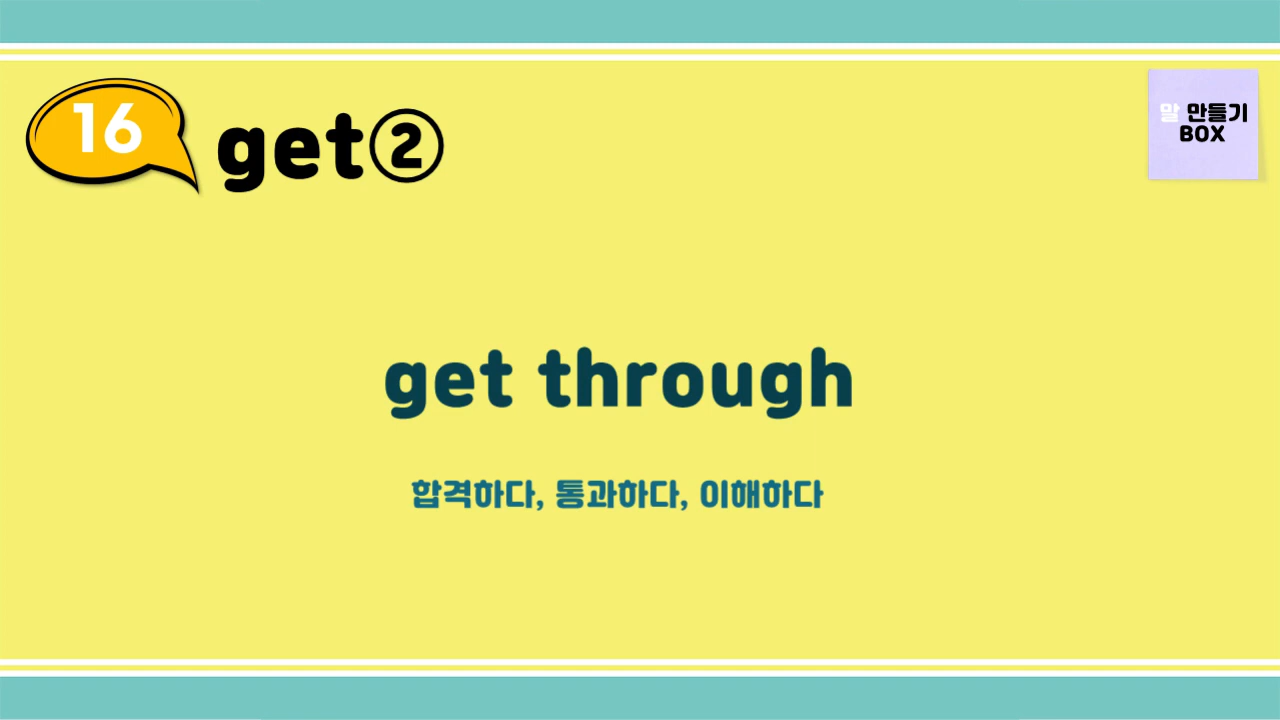 16
get②
말 만들기
BOX
get through
합격하다, 통과하다, 이해하다